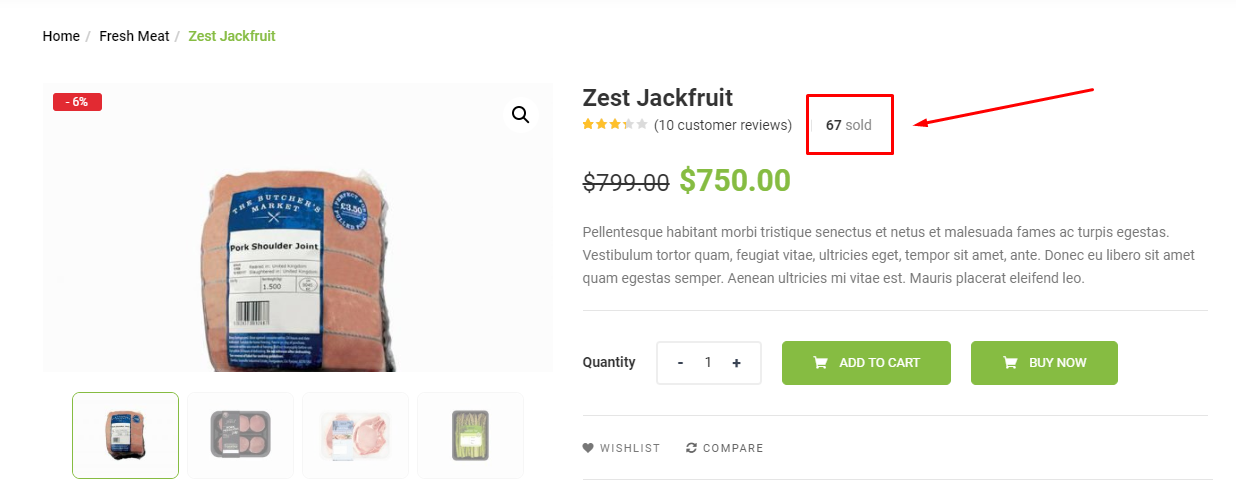 Home / Fresh Meat / Zest Jackfruit
- 6%
THE BUTCHER'S
MARKET
PERFECT FOR
£3.50
PULLED PORK
Pork Shoulder Joint
1.500
Zest Jackfruit
(10 customer reviews)
67 sold
$799.00 $750.00
Pellentesque habitant morbi tristique senectus et netus et malesuada fames ac turpis egestas.
Vestibulum tortor quam, feugiat vitae, ultricies eget, tempor sit amet, ante. Donec eu libero sit amet
quam egestas semper. Aenean ultricies mi vitae est. Mauris placerat eleifend leo.
Quantity - 1 + ADD TO CART BUY NOW
WISHLIST COMPARE